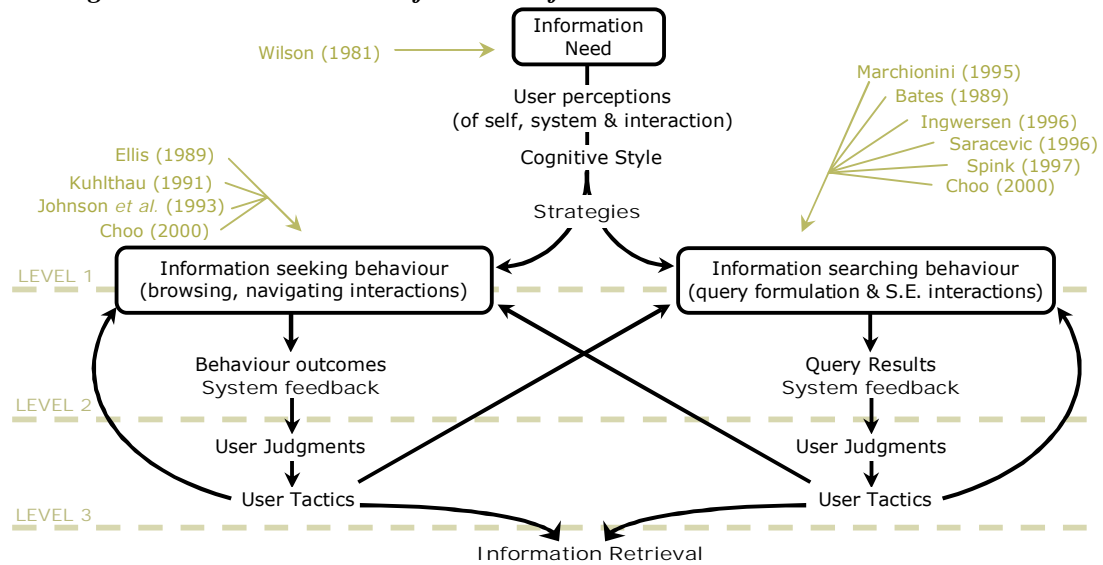 Information
Need
Wilson (1981)
User perceptions
(of self, system & interaction)
Cognitive Style
Strategies
Marchionini (1995)
Bates (1989)
Ingwersen (1996)
Saracevic (1996)
Spink (1997)
Choo (2000)
Ellis (1989)
Kuhlthau (1991)
Johnson et al. (1993)
Choo (2000)
LEVEL 1
Information seeking behaviour
(browsing, navigating interactions)
Information searching behaviour
(query formulation & S.E. interactions)
Behaviour outcomes
System feedback
Query Results
System feedback
LEVEL 2
User Judgments
User Judgments
User Tactics
User Tactics
LEVEL 3
Information Retrieval